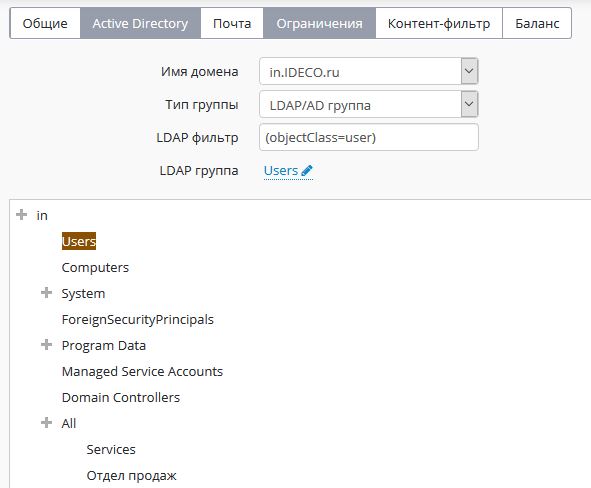 Общие Active Directory Почта Ограничения Контент-фильтр Баланс
Имя домена in.IDECO.ru
Тип группы LDAP/AD группа
LDAP фильтр (objectClass=user)
LDAP группа Users
in
Users
Computers
System
ForeignSecurityPrincipals
Program Data
Managed Service Accounts
Domain Controllers
All
Services
Отдел продаж